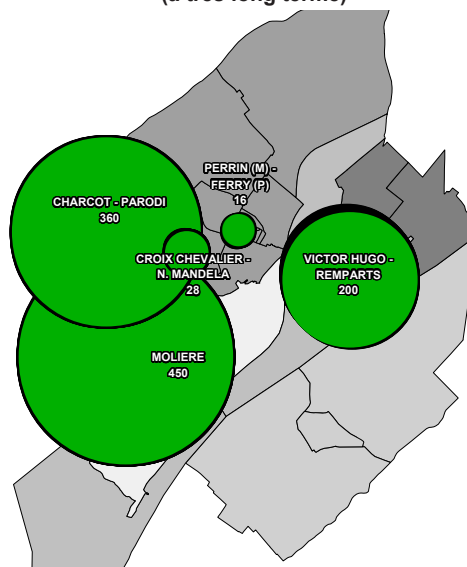 (à très long terme)
PERRIN (M) -
FERRY (P)
16
CHARCOT - PARODI
360
CROIX CHEVALIER -
N. MANDELA
28
VICTOR HUGO -
REMPARTS
200
MOLIERE
450